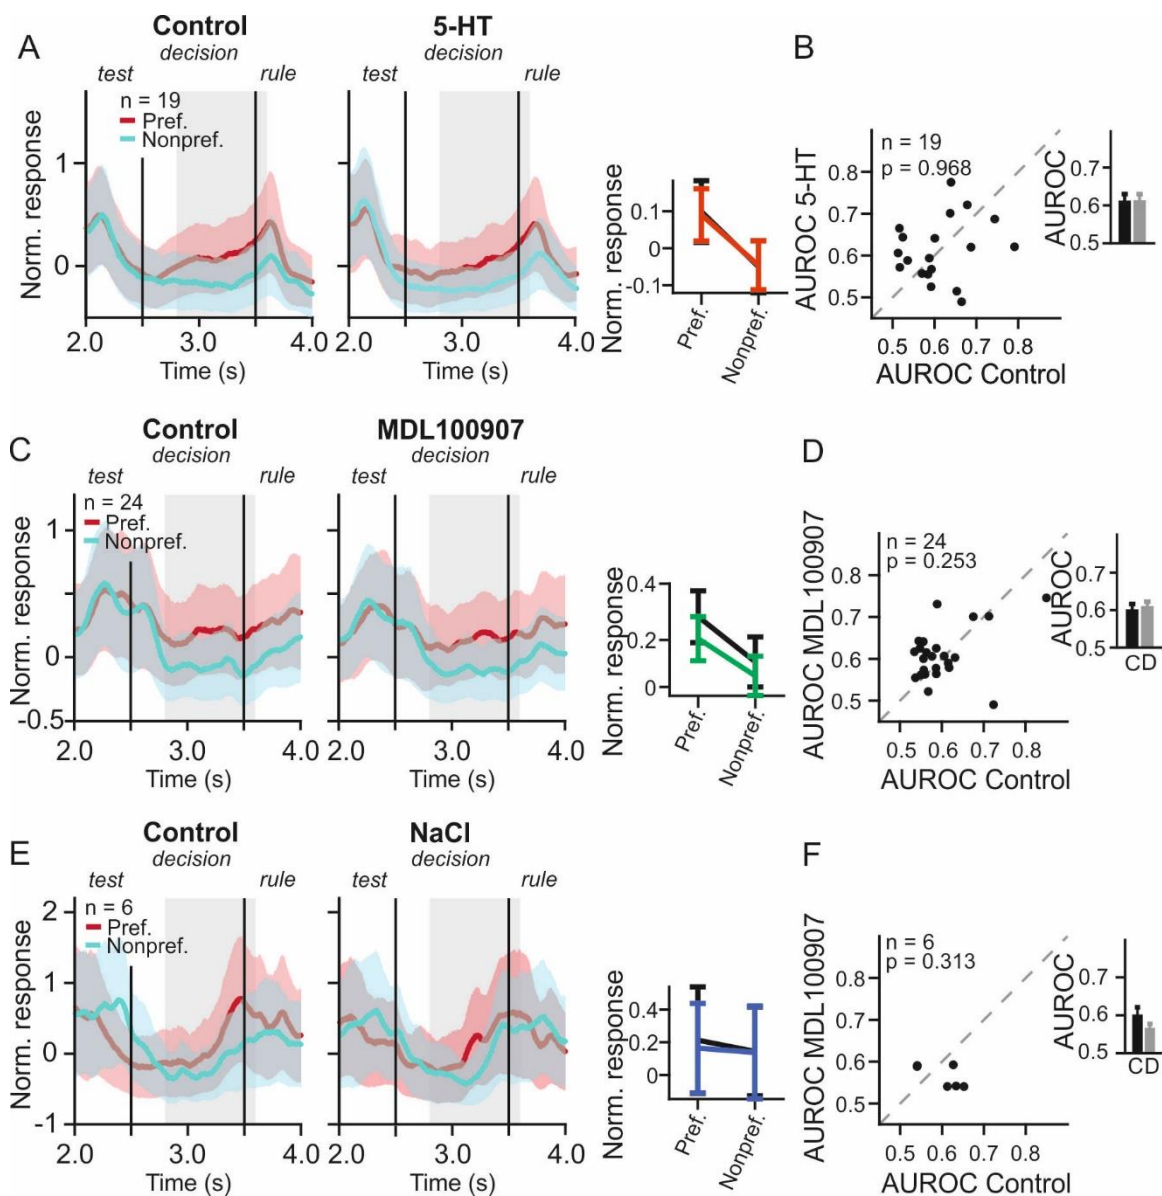 A
Control
decision
test
rule
n = 19
Pref.
Nonpref.
Norm. response
1
0
2.0
3.0
4.0
Time (s)
5-HT
decision
test
rule
2.0
3.0
4.0
Time (s)
Norm. response
0.1
0
-0.1
Pref.
Nonpref.
B
n = 19
p = 0.968
AUROC 5-HT
0.8
0.7
0.6
0.5
0.5
0.6
0.7
0.8
AUROC Control
AUROC
0.7
0.6
0.5
C
Control
decision
test
rule
n = 24
Pref.
Nonpref.
Norm. response
1
0
-0.5
2.0
3.0
4.0
Time (s)
MDL100907
decision
test
rule
2.0
3.0
4.0
Time (s)
Norm. response
0.4
0.2
0
Pref.
Nonpref.
D
n = 24
p = 0.253
AUROC MDL100907
0.8
0.7
0.6
0.5
0.5
0.6
0.7
0.8
AUROC Control
AUROC
0.7
0.6
0.5
CD
E
Control
decision
test
rule
n = 6
Pref.
Nonpref.
Norm. response
2
1
0
-1
2.0
3.0
4.0
Time (s)
NaCl
decision
test
rule
2.0
3.0
4.0
Time (s)
Norm. response
0.4
0.2
0
Pref.
Nonpref.
F
n = 6
p = 0.313
AUROC MDL100907
0.8
0.7
0.6
0.5
0.5
0.6
0.7
0.8
AUROC Control
AUROC
0.7
0.6
0.5
CD